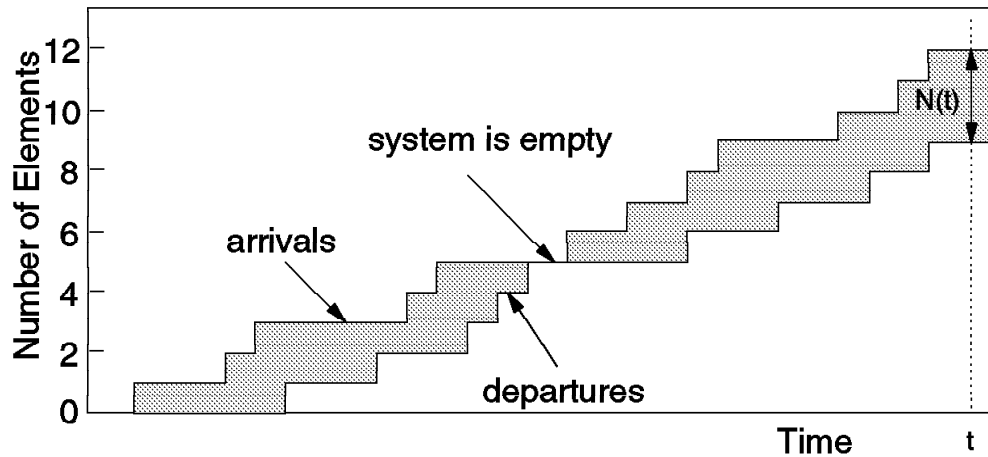 Number of Elements
12
10
8
6
4
2
0
system is empty
arrivals
departures
N(t)
Time
t